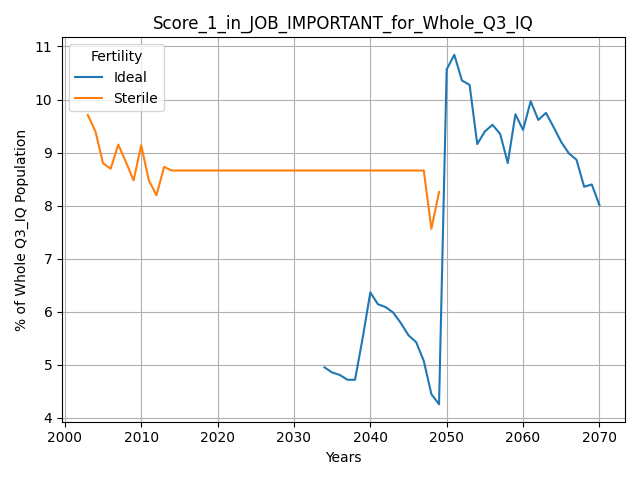 Score_1_in_JOB_IMPORTANT_for_Whole_Q3_IQ
Fertility
Ideal
Sterile
% of Whole Q3_IQ Population
11
10
9
8
7
6
5
4
2000 2010 2020 2030 2040 2050 2060 2070
Years